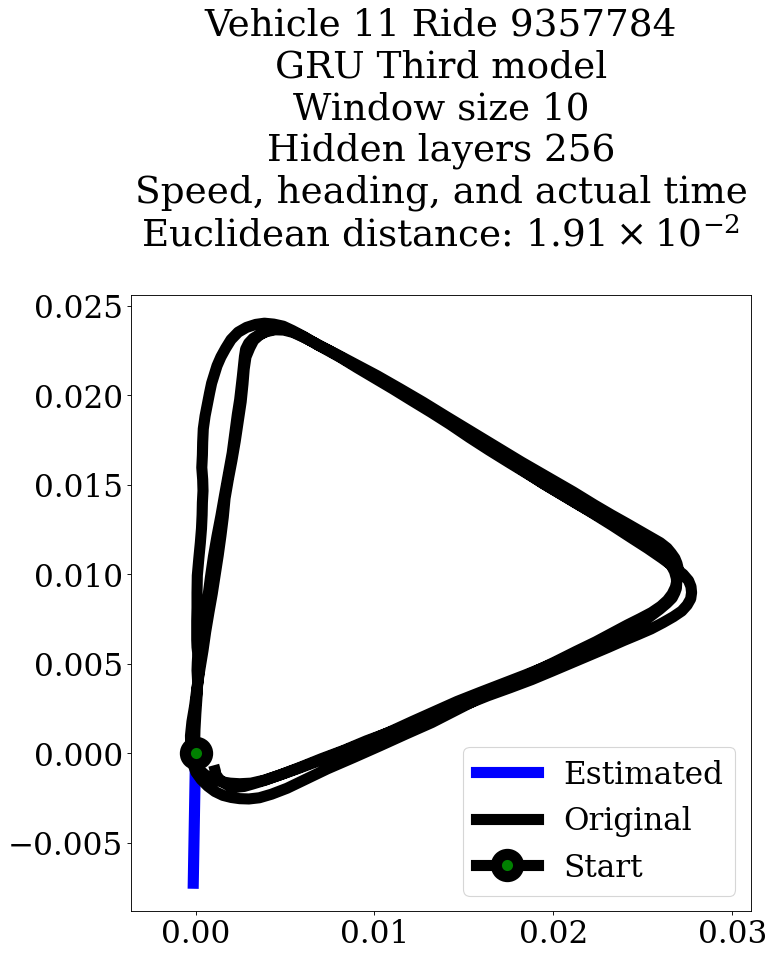 Vehicle 11 Ride 9357784
GRU Third model
Window size 10
Hidden layers 256
Speed, heading, and actual time
Euclidean distance: 1.91 × 10⁻²
0.025
0.020
0.015
0.010
0.005
0.000
−0.005
Estimated
Original
Start
0.00 0.01 0.02 0.03